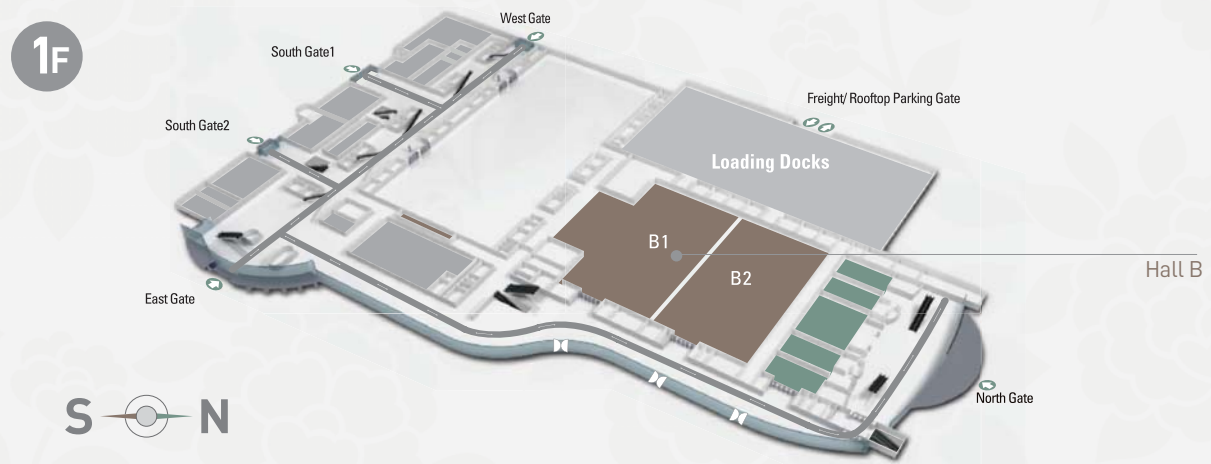 1F
West Gate
South Gate1
Freight/ Rooftop Parking Gate
South Gate2
Loading Docks
B1
B2
Hall B
East Gate
North Gate
S N